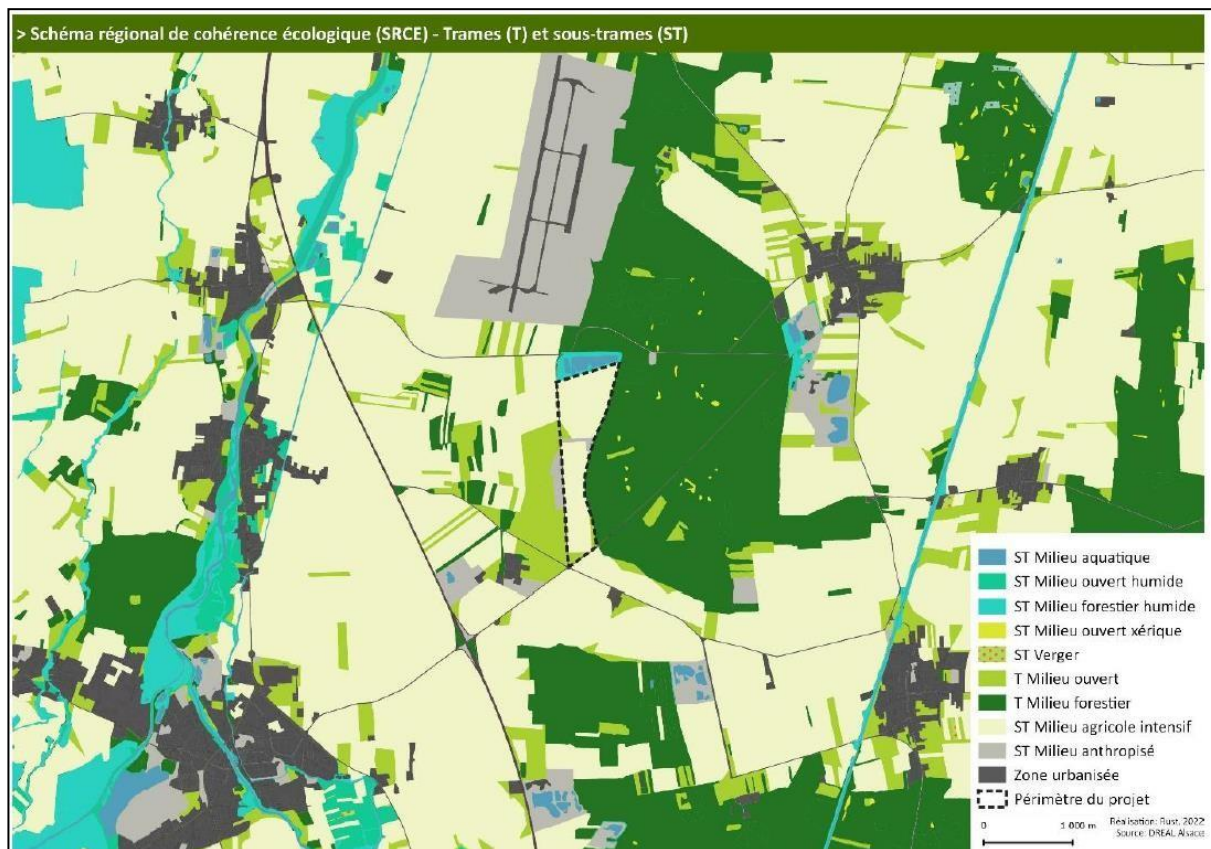 > Schéma régional de cohérence écologique (SRCE) - Trames (T) et sous-trames (ST)
ST Milieu aquatique
ST Milieu ouvert humide
ST Milieu forestier humide
ST Milieu ouvert xérique
ST Verger
T Milieu ouvert
T Milieu forestier
ST Milieu agricole intensif
ST Milieu anthropisé
Zone urbanisée
Périmètre du projet
0 1 000 m
Réalisation: Rust, 2022
Source: DREAL Alsace